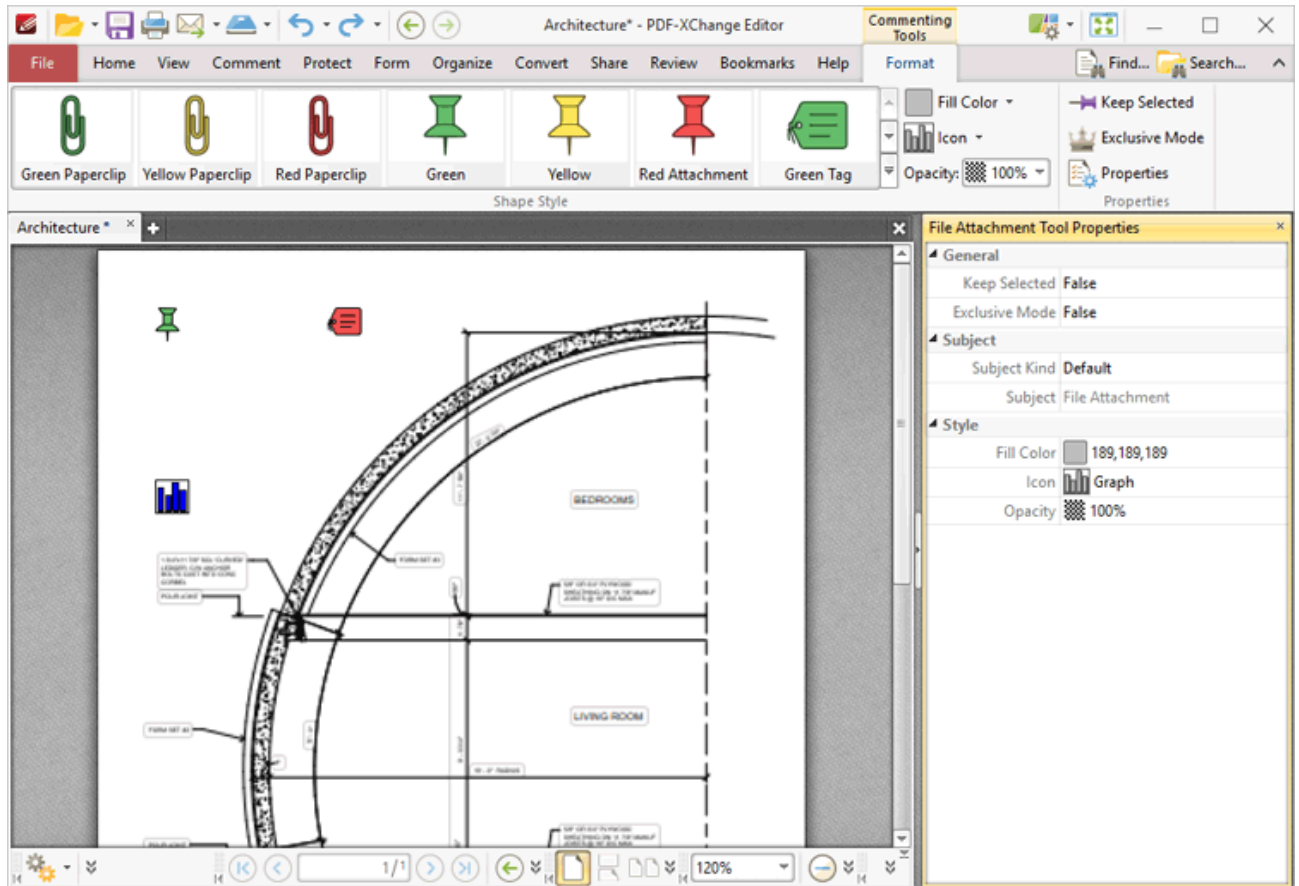 Architecture* - PDF-XChange Editor
Commenting Tools
File Home View Comment Protect Form Organize Convert Share Review Bookmarks Help Format Find... Search...
Green Paperclip Yellow Paperclip Red Paperclip Green Yellow Red Attachment Green Tag
Fill Color
Icon
Opacity: 100%
Keep Selected
Exclusive Mode
Properties
Shape Style
Properties
Architecture *
File Attachment Tool Properties
General
Keep Selected False
Exclusive Mode False
Subject
Subject Kind Default
Subject File Attachment
Style
Fill Color 189,189,189
Icon Graph
Opacity 100%
BEDROOMS
LIVING ROOM
1/1
120%